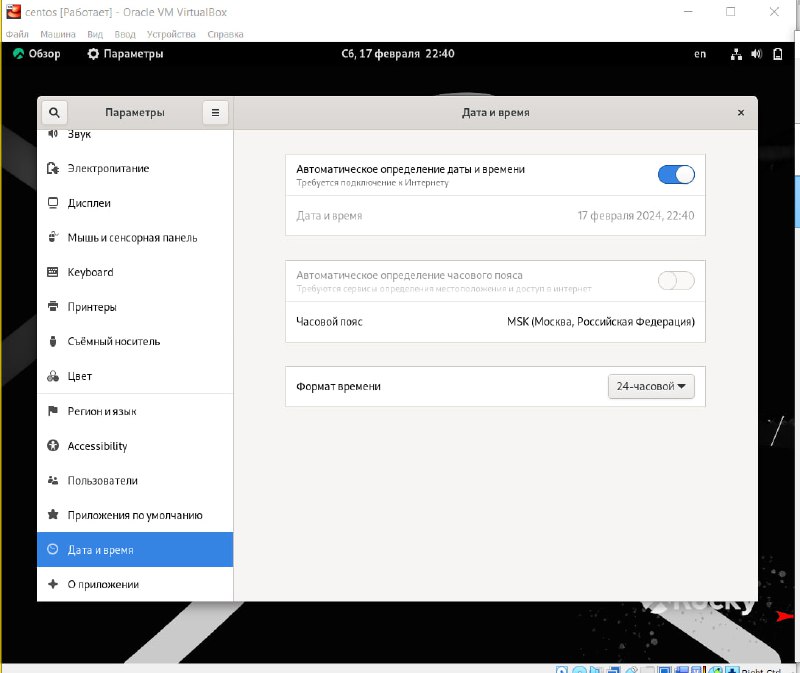 centos [Работает] - Oracle VM VirtualBox
Файл Машина Вид Ввод Устройства Справка
Обзор Параметры Сб, 17 февраля 22:40 en
Параметры Дата и время
Звук
Электропитание
Дисплеи
Мышь и сенсорная панель
Keyboard
Принтеры
Съёмный носитель
Цвет
Регион и язык
Accessibility
Пользователи
Приложения по умолчанию
Дата и время
О приложении
Автоматическое определение даты и времени
Требуется подключение к Интернету
Дата и время 17 февраля 2024, 22:40
Автоматическое определение часового пояса
Требуются сервисы определения местоположения и доступ в интернет
Часовой пояс MSK (Москва, Российская Федерация)
Формат времени 24-часовой
Rocky
Right Ctrl